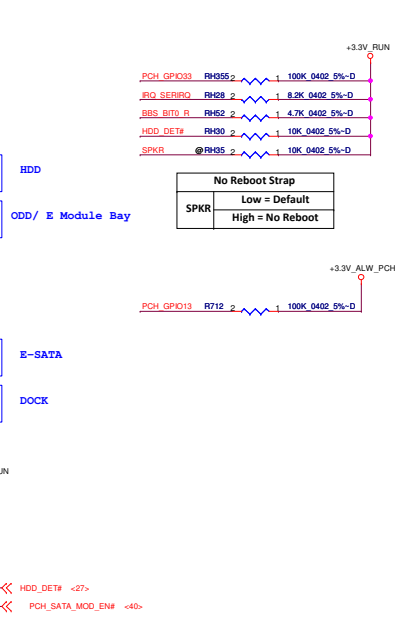 +3.3V_RUN
PCH_GPIO33 RH355 2 1 100K_0402_5%~D
IRQ_SERIRQ RH28 2 1 8.2K_0402_5%~D
BBS_BIT0_R RH52 2 1 4.7K_0402_5%~D
HDD_DET# RH30 2 1 10K_0402_5%~D
SPKR @RH35 2 1 10K_0402_5%~D
HDD
No Reboot Strap
SPKR
Low = Default
High = No Reboot
ODD/ E Module Bay
+3.3V_ALW_PCH
PCH_GPIO13 R712 2 1 100K_0402_5%~D
E-SATA
DOCK
UN
HDD_DET# <27>
PCH_SATA_MOD_EN# <40>